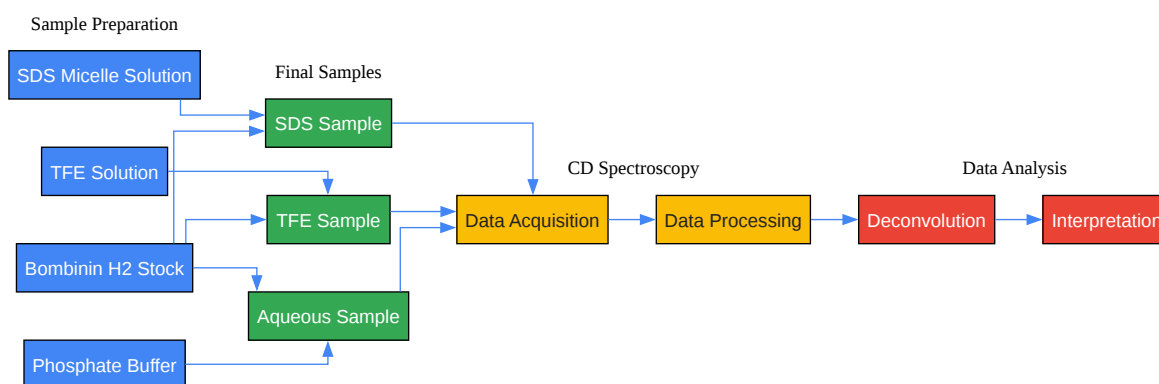 Sample Preparation
SDS Micelle Solution
Final Samples
SDS Sample
TFE Solution
CD Spectroscopy
Data Analysis
TFE Sample
Data Acquisition
Data Processing
Deconvolution
Interpretation
Bombinin H2 Stock
Aqueous Sample
Phosphate Buffer